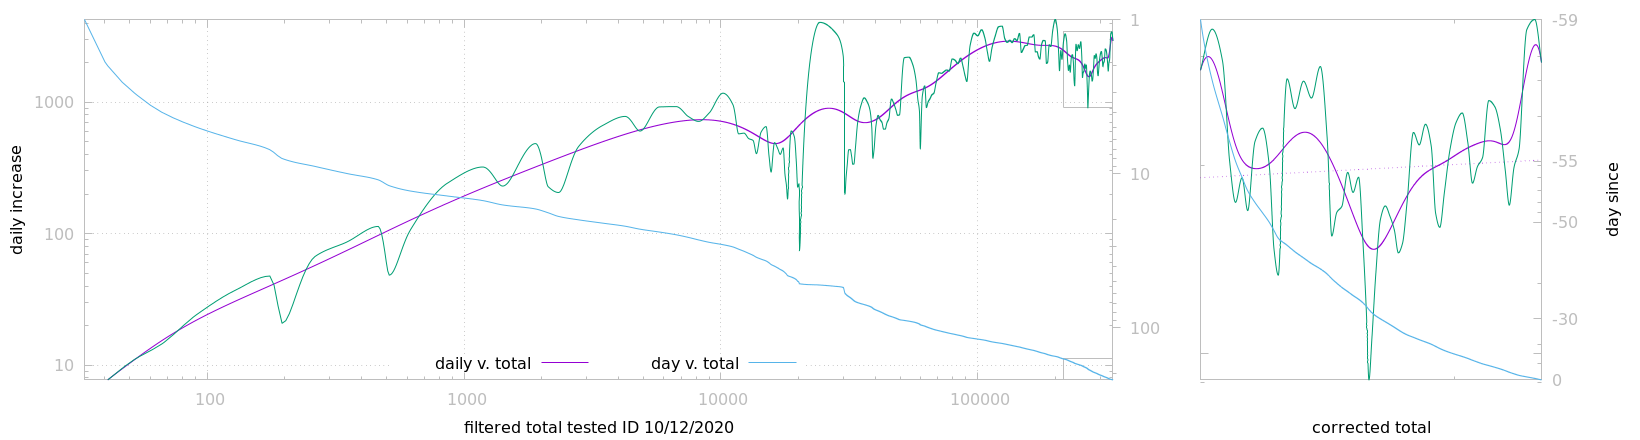 1
-59
1000
daily increase
10
-55
-50
day since
100
100
-30
10
daily v. total
day v. total
0
100
1000
10000
100000
filtered total tested ID 10/12/2020
corrected total